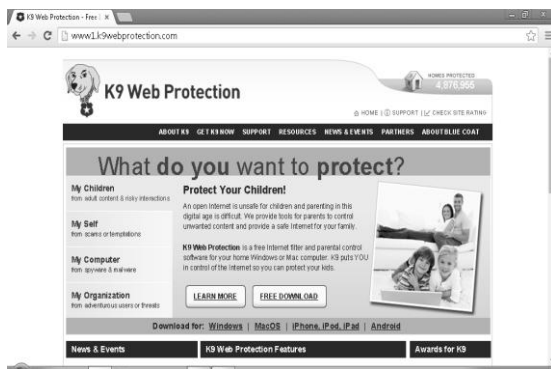 K9 Web Protection - Free I
www1.k9webprotection.com
K9 Web Protection
HOMES PROTECTED
4,976,955
HOME | SUPPORT | CHECK SITE RATING
ABOUT K9 GET K9 NOW SUPPORT RESOURCES NEWS & EVENTS PARTNERS ABOUT BLUE COAT
What do you want to protect?
My Children
from adult content & risky interactions
My Self
from scams or temptations
My Computer
from spyware & malware
My Organization
from adventurous users or threats
Protect Your Children!
An open Internet is unsafe for children and parenting in this
digital age is difficult. We provide tools for parents to control
unwanted content and provide a safe Internet for your family.
K9 Web Protection is a free Internet filter and parental control
software for your home Windows or Mac computer. K9 puts YOU
in control of the Internet so you can protect your kids.
LEARN MORE FREE DOWNLOAD
Download for: Windows | MacOS | iPhone, iPod, iPad | Android
News & Events K9 Web Protection Features Awards for K9